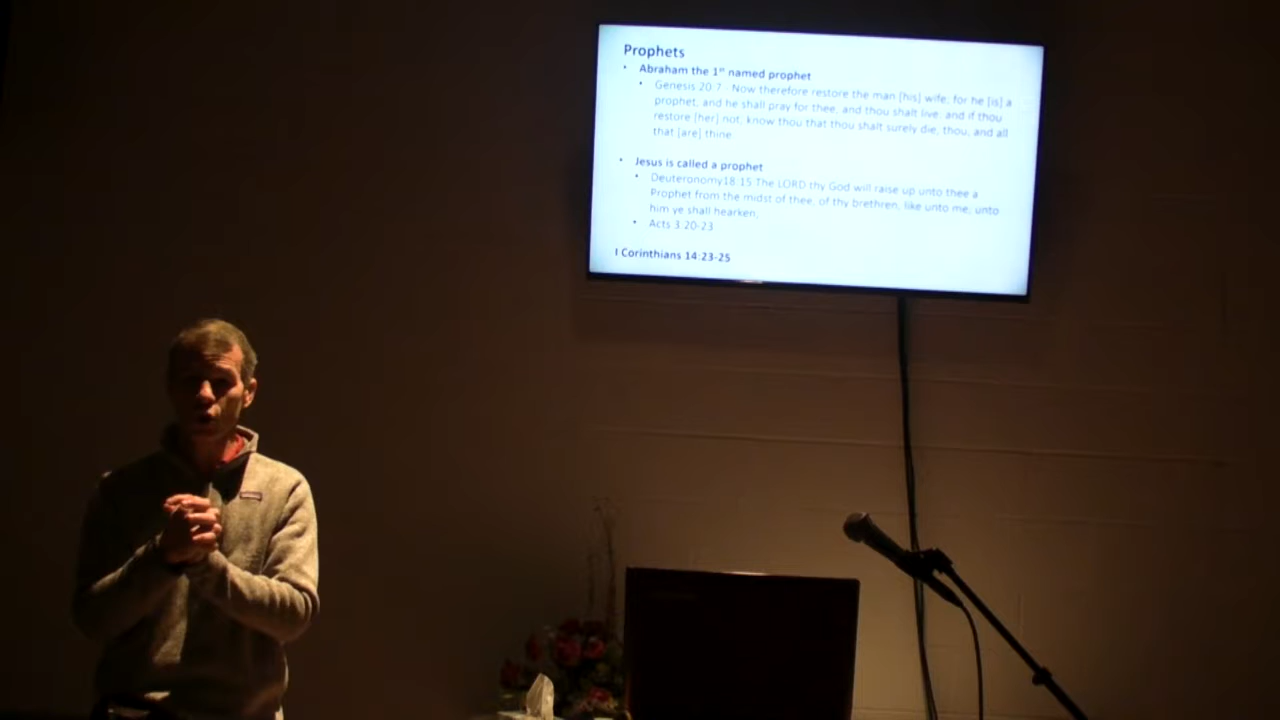 Prophets
• Abraham the 1st named prophet
• Genesis 20:7 - Now therefore restore the man [his] wife; for he [is] a
prophet, and he shall pray for thee, and thou shalt live: and if thou
restore [her] not, know thou that thou shalt surely die, thou, and all
that [are] thine
• Jesus is called a prophet
• Deuteronomy18:15 The LORD thy God will raise up unto thee a
Prophet from the midst of thee, of thy brethren, like unto me; unto
him ye shall hearken;
• Acts 3:20-23
I Corinthians 14:23-25